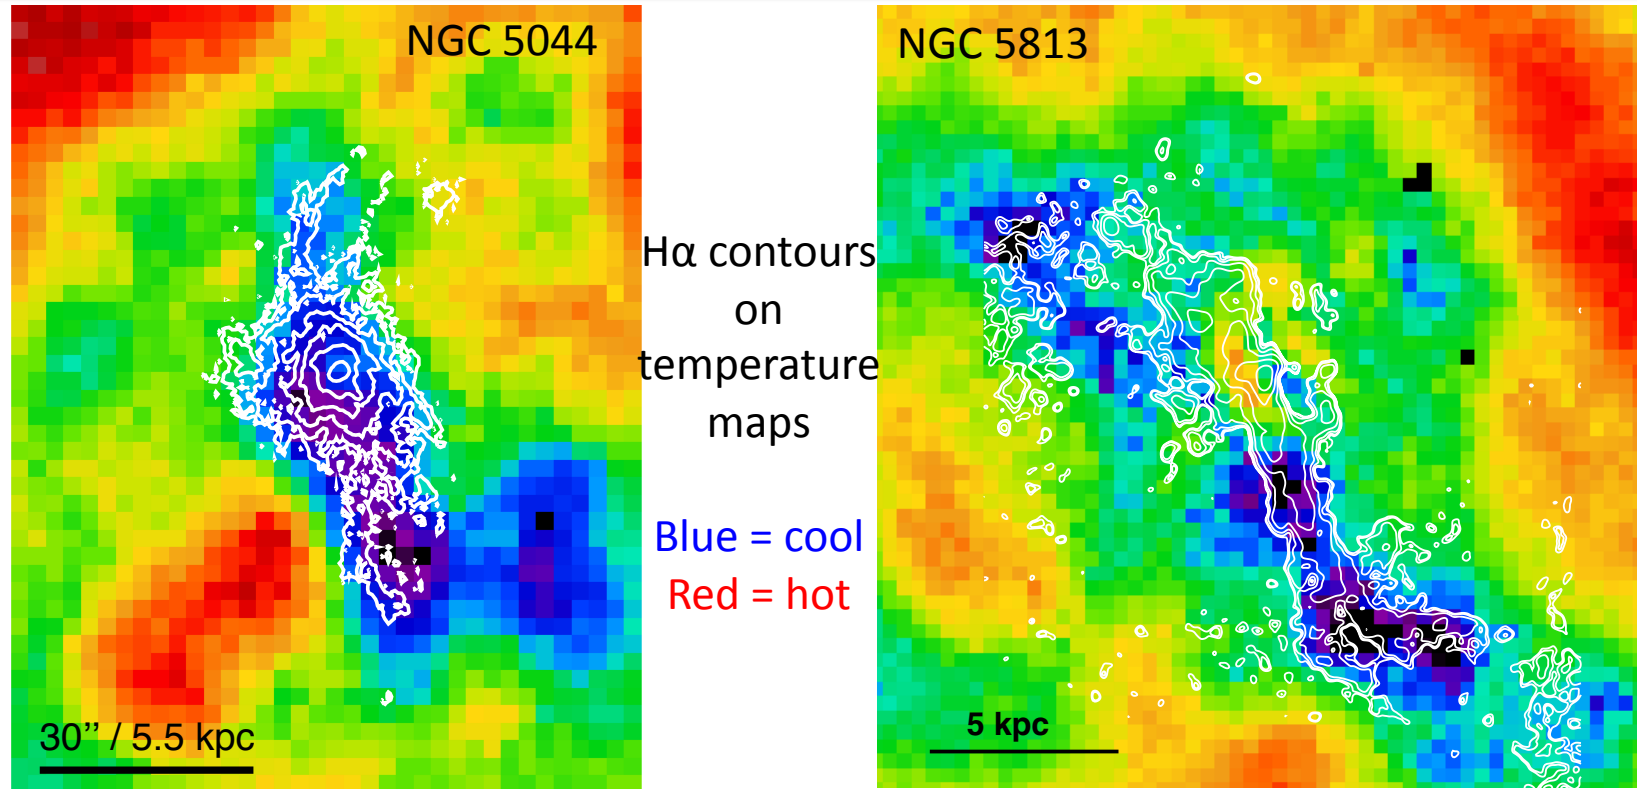 NGC 5044
30’’ / 5.5 kpc
Hα contours
on
temperature
maps
Blue = cool
Red = hot
NGC 5813
5 kpc